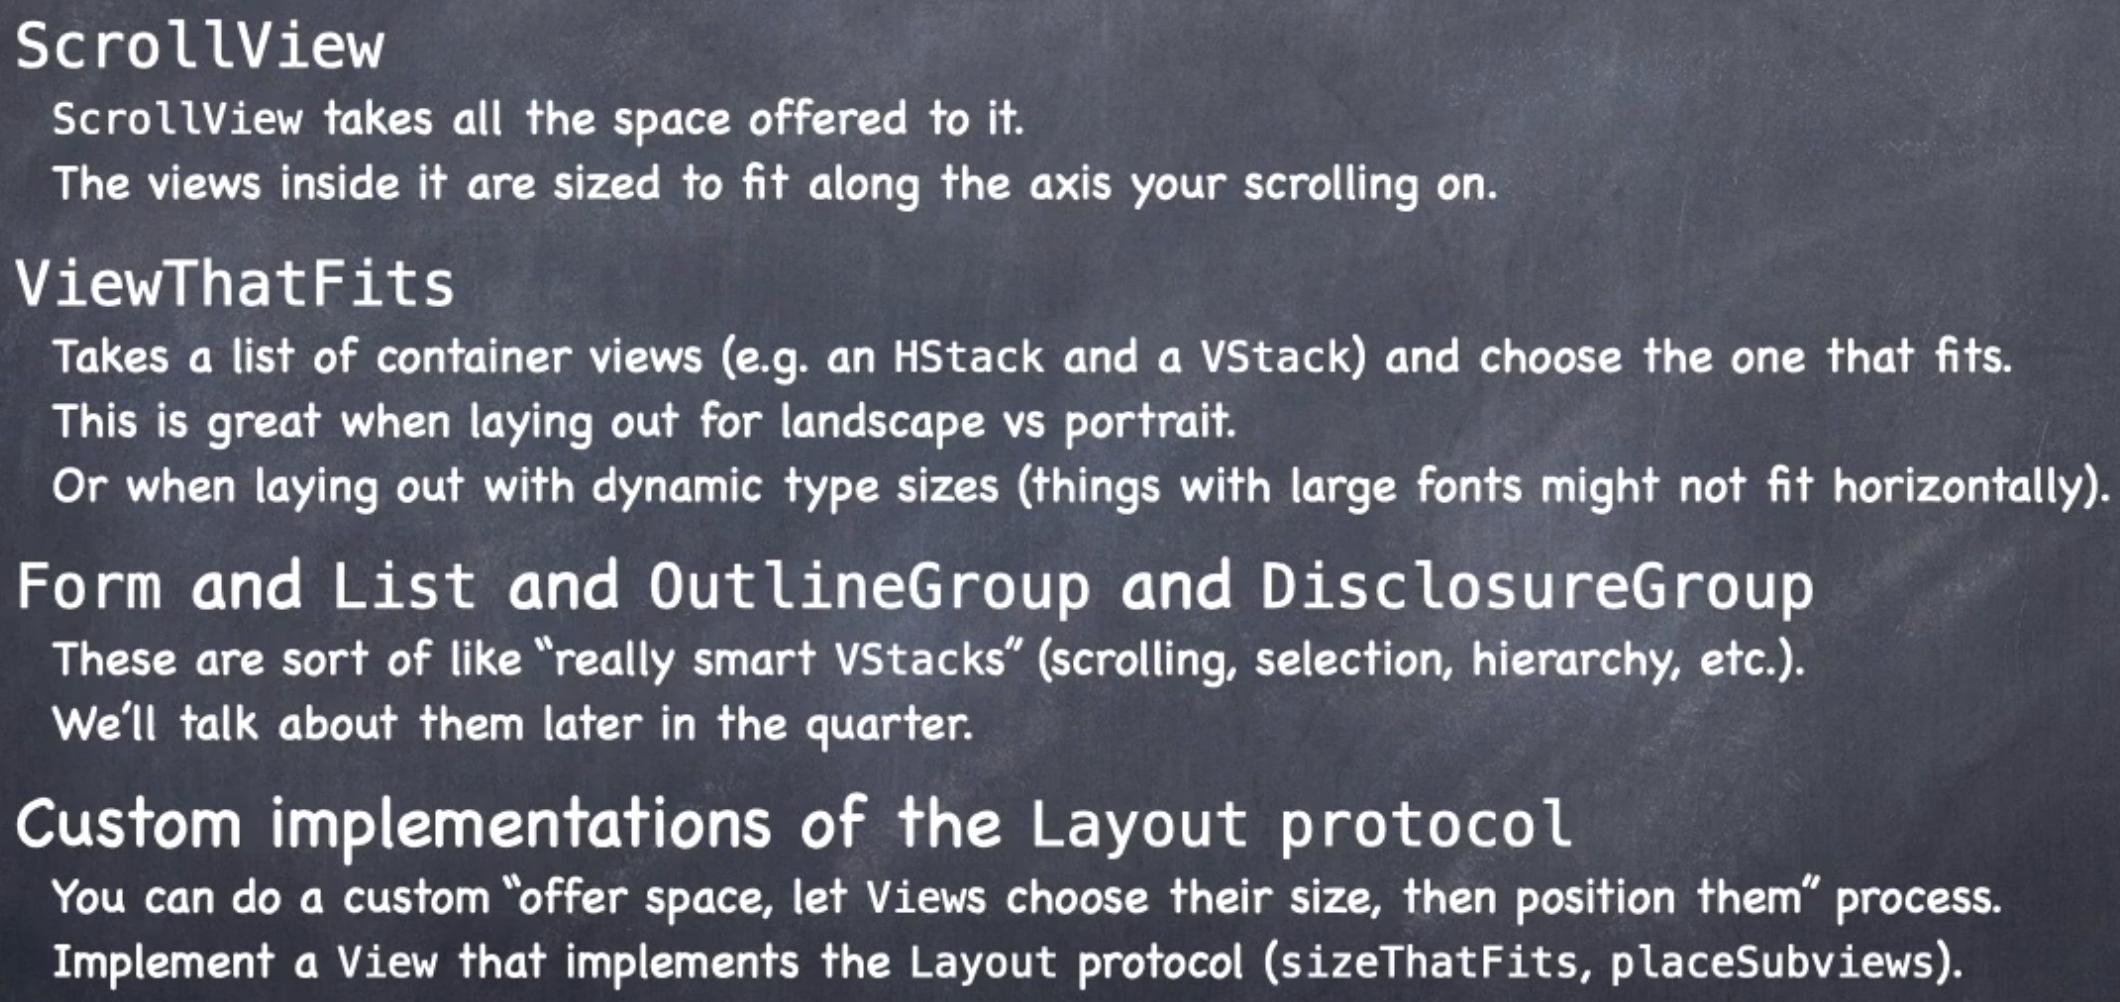 ScrollView
ScrollView takes all the space offered to it.
The views inside it are sized to fit along the axis your scrolling on.
ViewThatFits
Takes a list of container views (e.g. an HStack and a VStack) and choose the one that fits.
This is great when laying out for landscape vs portrait.
Or when laying out with dynamic type sizes (things with large fonts might not fit horizontally).
Form and List and OutlineGroup and DisclosureGroup
These are sort of like “really smart VStacks” (scrolling, selection, hierarchy, etc.).
We’ll talk about them later in the quarter.
Custom implementations of the Layout protocol
You can do a custom “offer space, let Views choose their size, then position them” process.
Implement a View that implements the Layout protocol (sizeThatFits, placeSubviews).